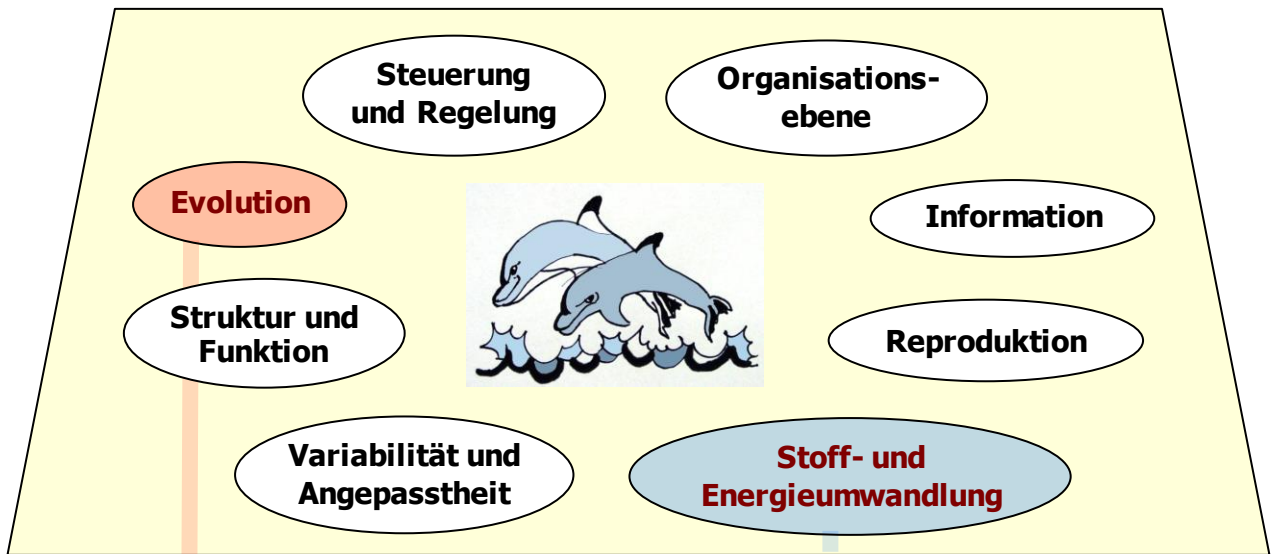 Steuerung
und Regelung
Organisations-
ebene
Evolution
Information
Struktur und
Funktion
Reproduktion
Variabilität und
Angepasstheit
Stoff- und
Energieumwandlung